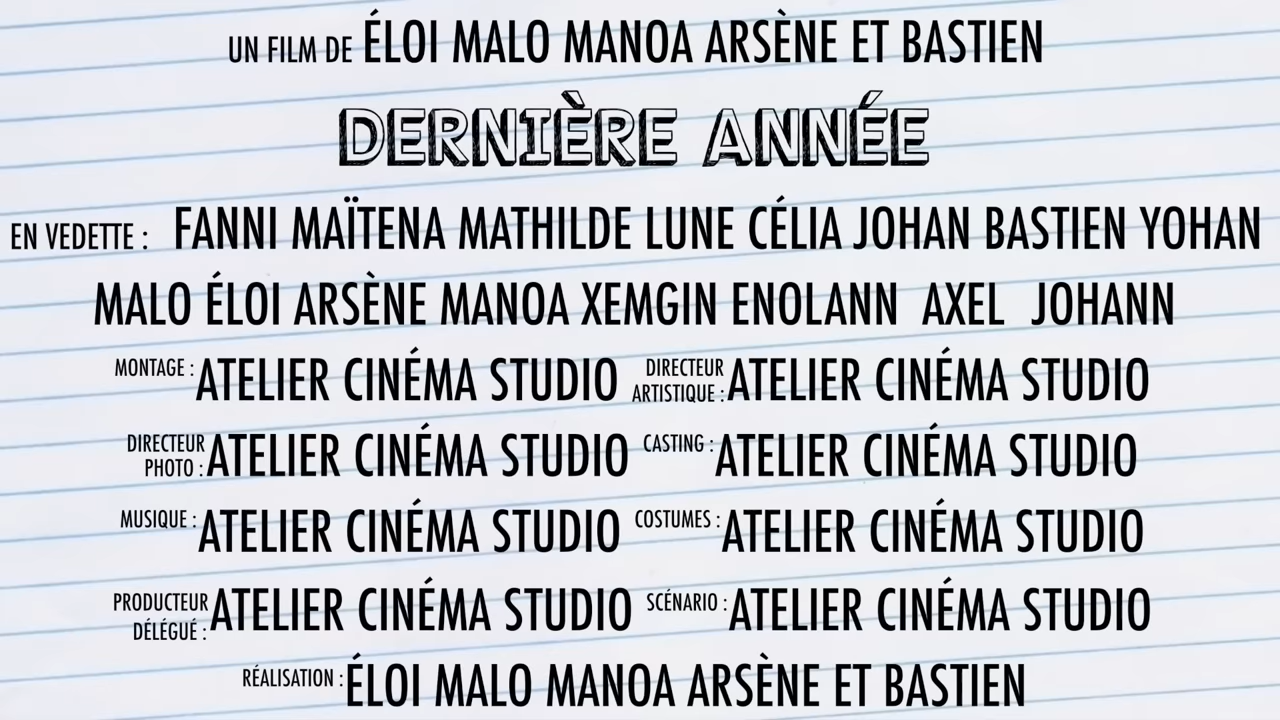 UN FILM DE ÉLOI MALO MANOA ARSÈNE ET BASTIEN
DERNIÈRE ANNÉE
EN VEDETTE : FANNI MAÏTENA MATHILDE LUNE CÉLIA JOHAN BASTIEN YOHAN
MALO ÉLOI ARSÈNE MANOA XEMGIN ENOLANN AXEL JOHANN
MONTAGE : ATELIER CINÉMA STUDIO DIRECTEUR ARTISTIQUE : ATELIER CINÉMA STUDIO
DIRECTEUR PHOTO : ATELIER CINÉMA STUDIO CASTING : ATELIER CINÉMA STUDIO
MUSIQUE : ATELIER CINÉMA STUDIO COSTUMES : ATELIER CINÉMA STUDIO
PRODUCTEUR DÉLÉGUÉ : ATELIER CINÉMA STUDIO SCÉNARIO : ATELIER CINÉMA STUDIO
RÉALISATION : ÉLOI MALO MANOA ARSÈNE ET BASTIEN